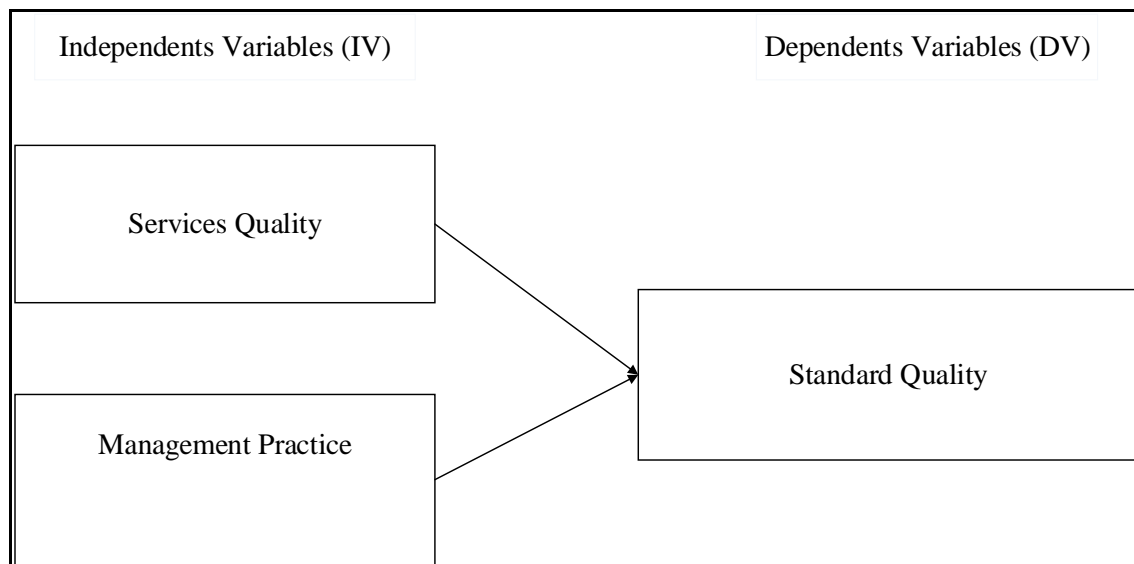 Independents Variables (IV)
Dependents Variables (DV)
Services Quality
Standard Quality
Management Practice